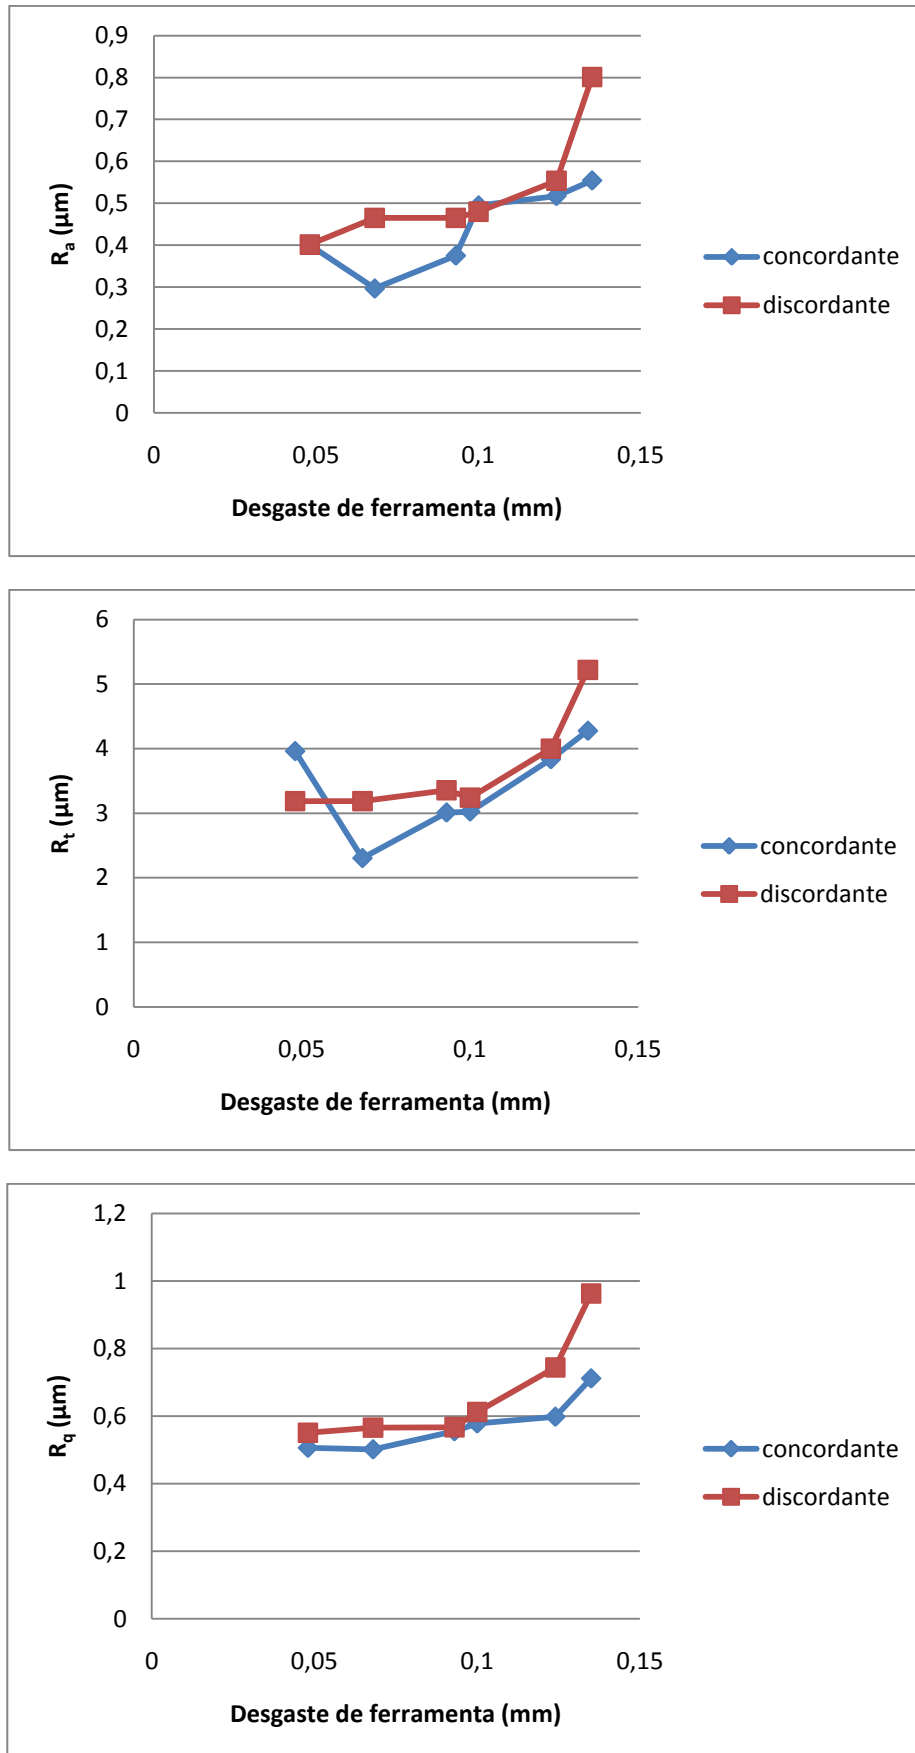 0,9
0,8
0,7
0,6
0,5
0,4
0,3
0,2
0,1
0
Ra (µm)
0 0,05 0,1 0,15
Desgaste de ferramenta (mm)
concordante
discordante
6
5
4
3
2
1
0
Rt (µm)
0 0,05 0,1 0,15
Desgaste de ferramenta (mm)
concordante
discordante
1,2
1
0,8
0,6
0,4
0,2
0
Rq (µm)
0 0,05 0,1 0,15
Desgaste de ferramenta (mm)
concordante
discordante